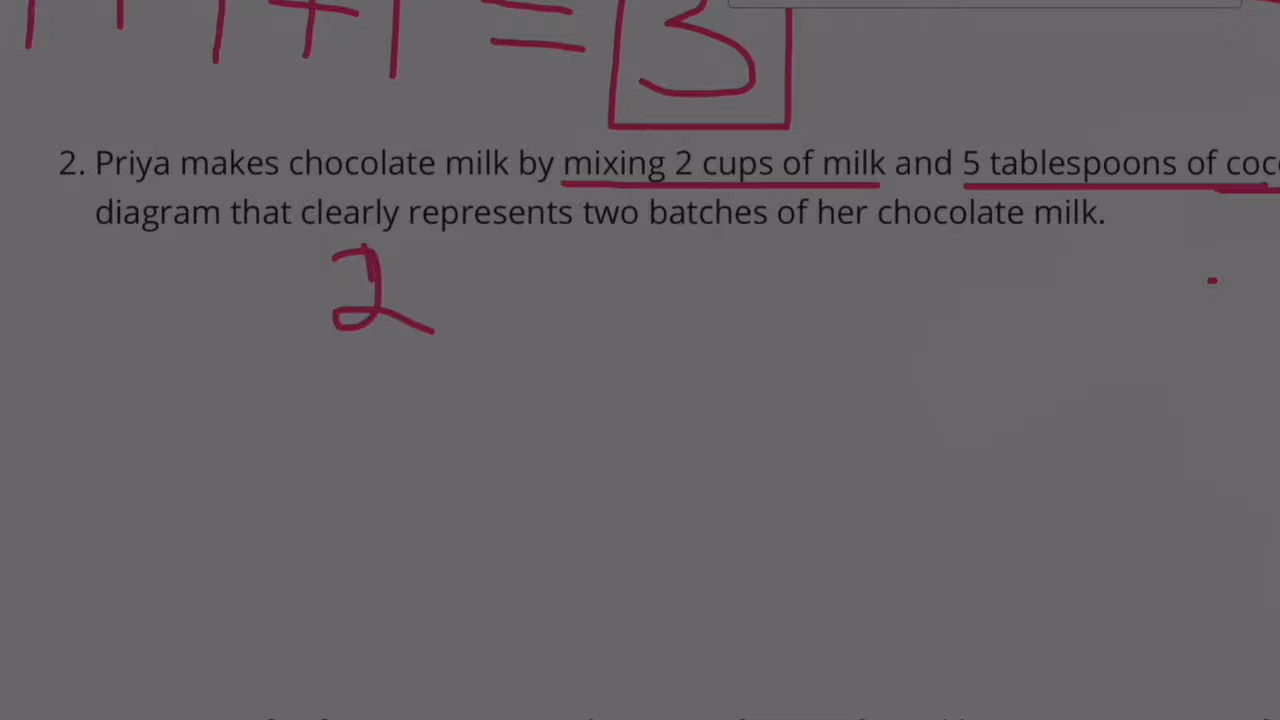 1 + 1 + 1 = 3
2. Priya makes chocolate milk by mixing 2 cups of milk and 5 tablespoons of coc
diagram that clearly represents two batches of her chocolate milk.
2